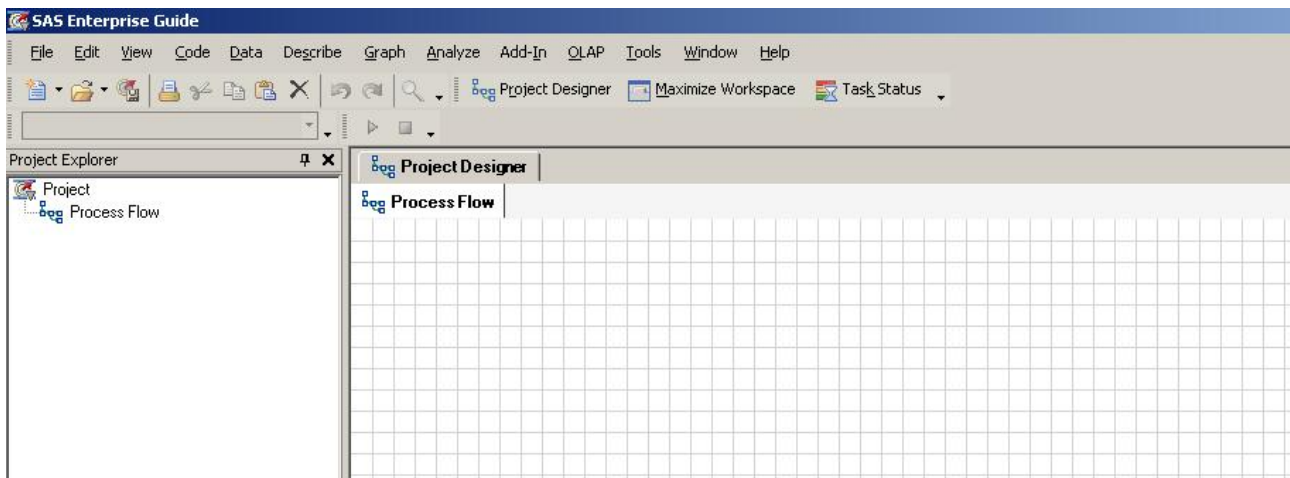 SAS Enterprise Guide
File Edit View Code Data Describe Graph Analyze Add-In OLAP Tools Window Help
Project Designer Maximize Workspace Task Status
Project Explorer
Project Designer
Project
Process Flow
Process Flow